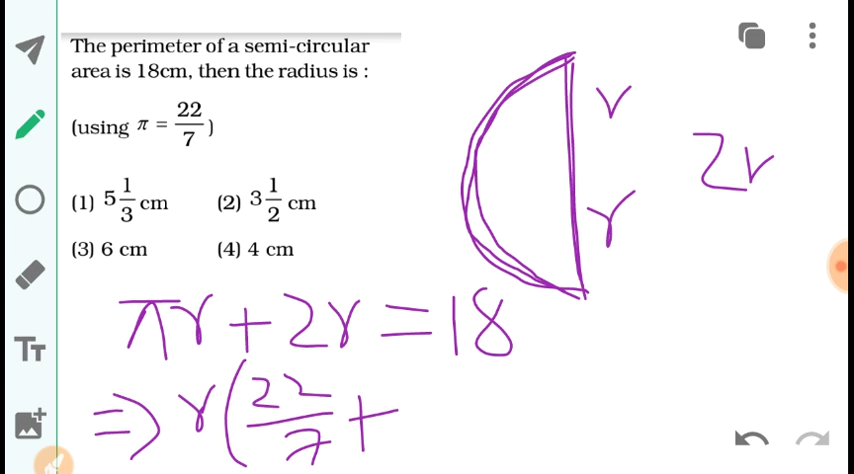 The perimeter of a semi-circular
area is 18cm, then the radius is :
(using π = 22/7)
(1) 5 1/3 cm (2) 3 1/2 cm
(3) 6 cm (4) 4 cm
r
r
2r
πr + 2r = 18
⇒ r(22/7 +
TT